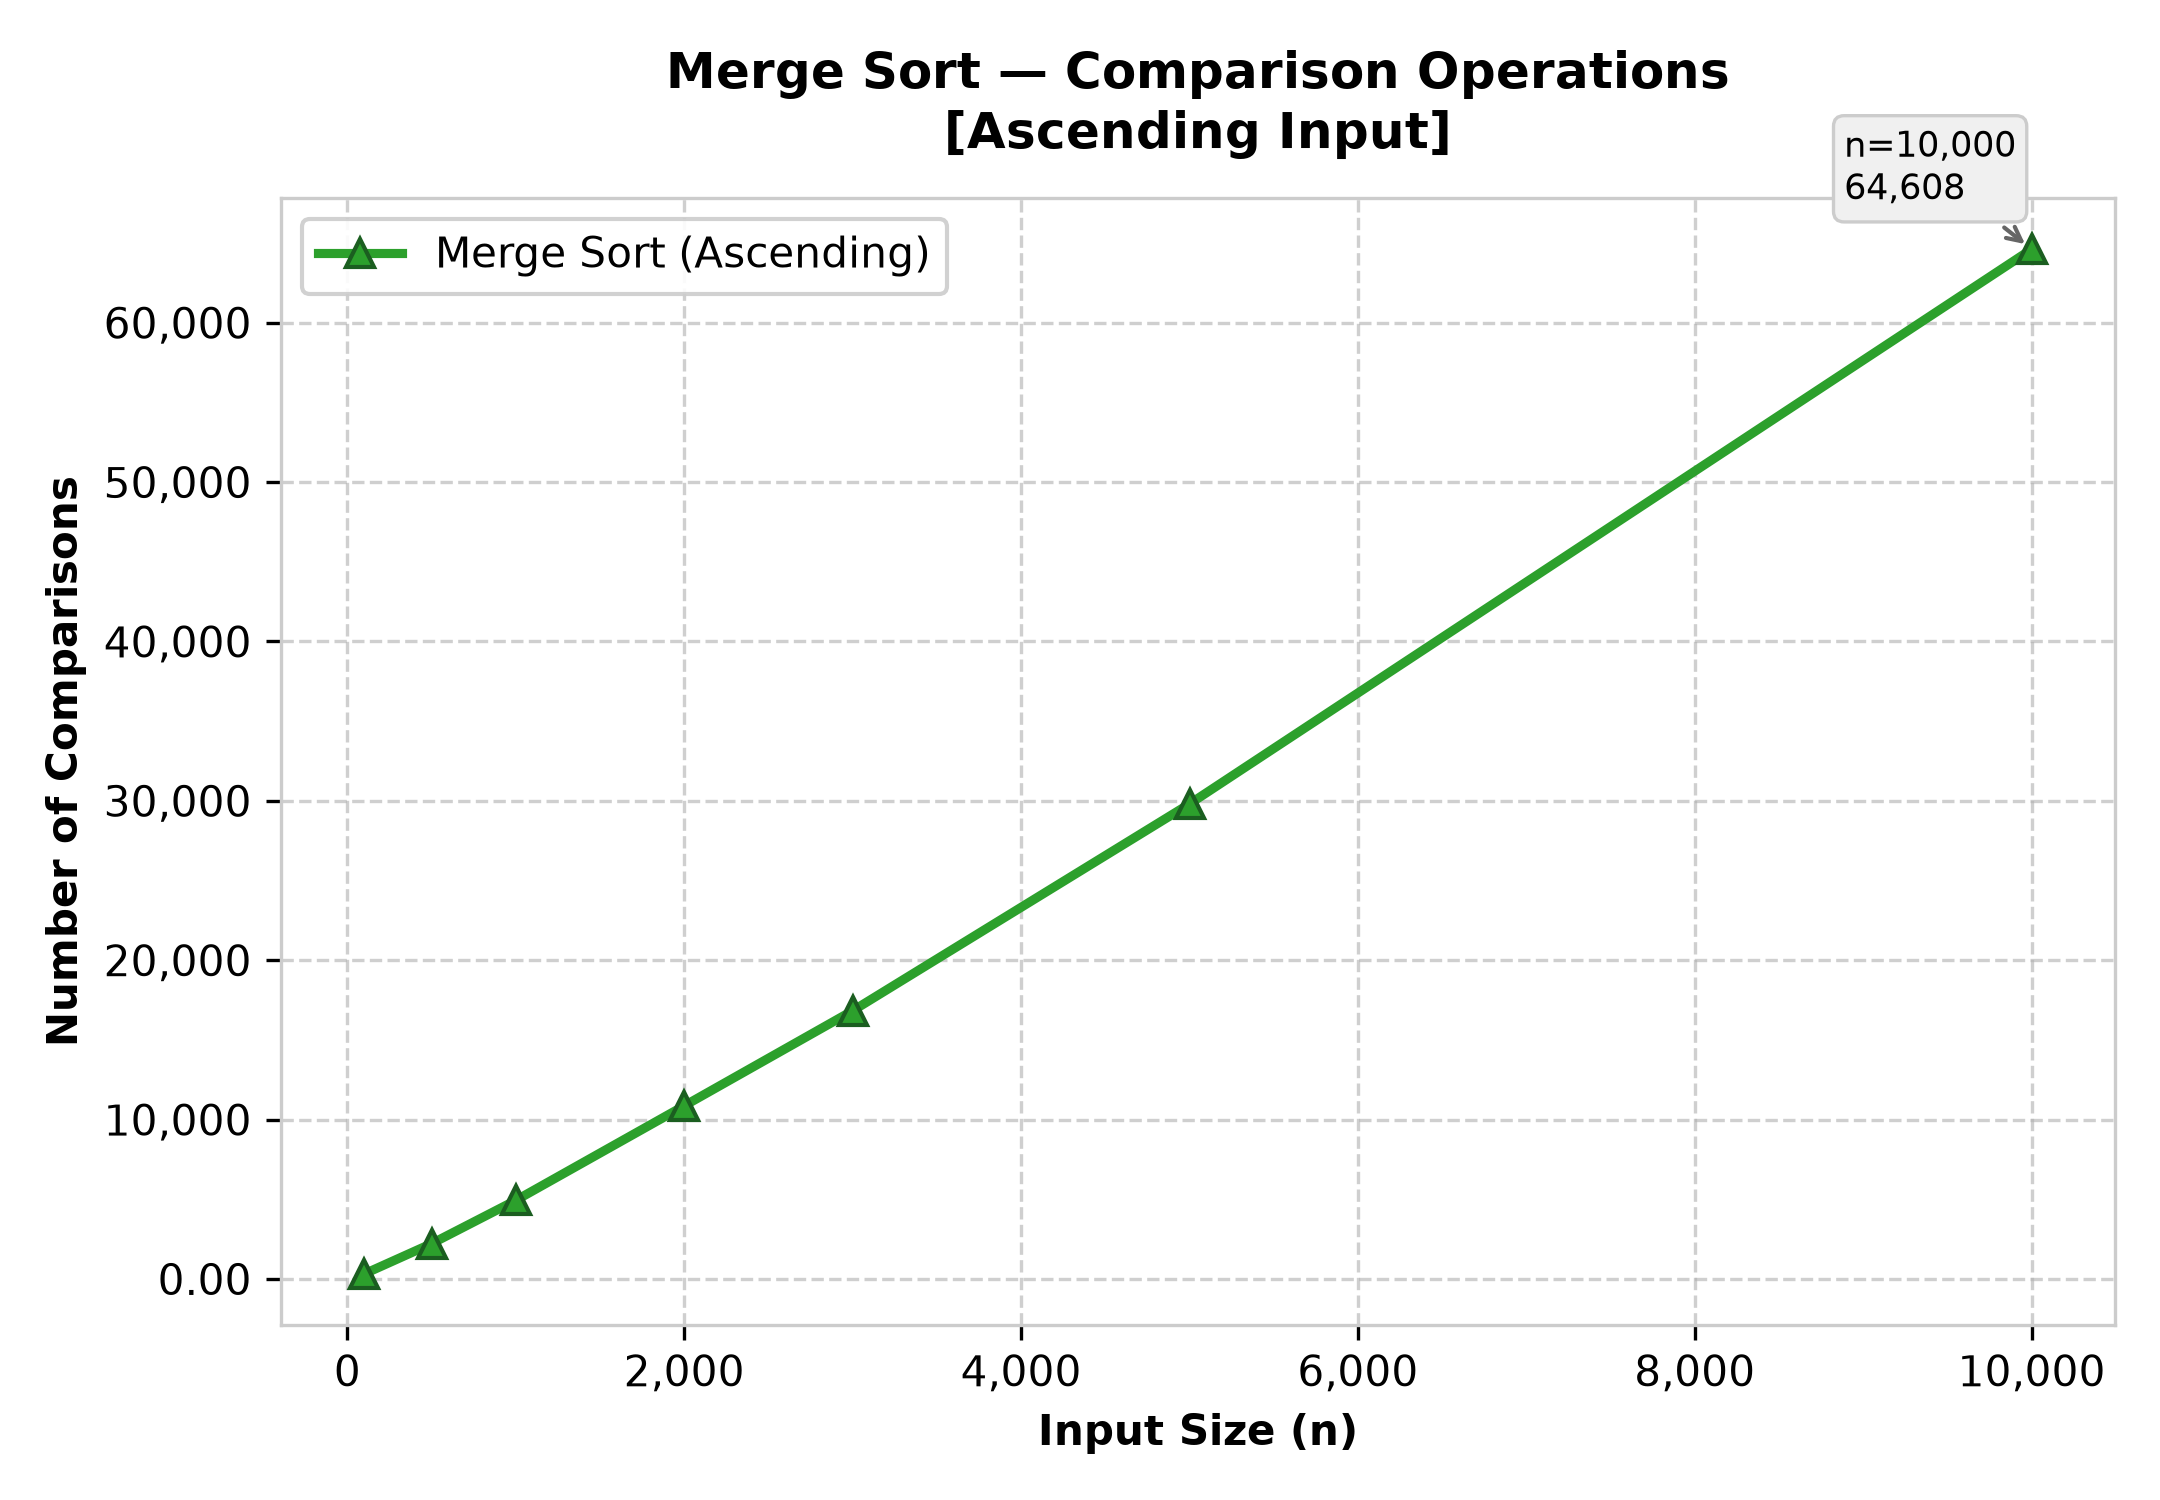 Merge Sort — Comparison Operations
[Ascending Input]
n=10,000
64,608
Merge Sort (Ascending)
Number of Comparisons
60,000
50,000
40,000
30,000
20,000
10,000
0.00
0 2,000 4,000 6,000 8,000 10,000
Input Size (n)